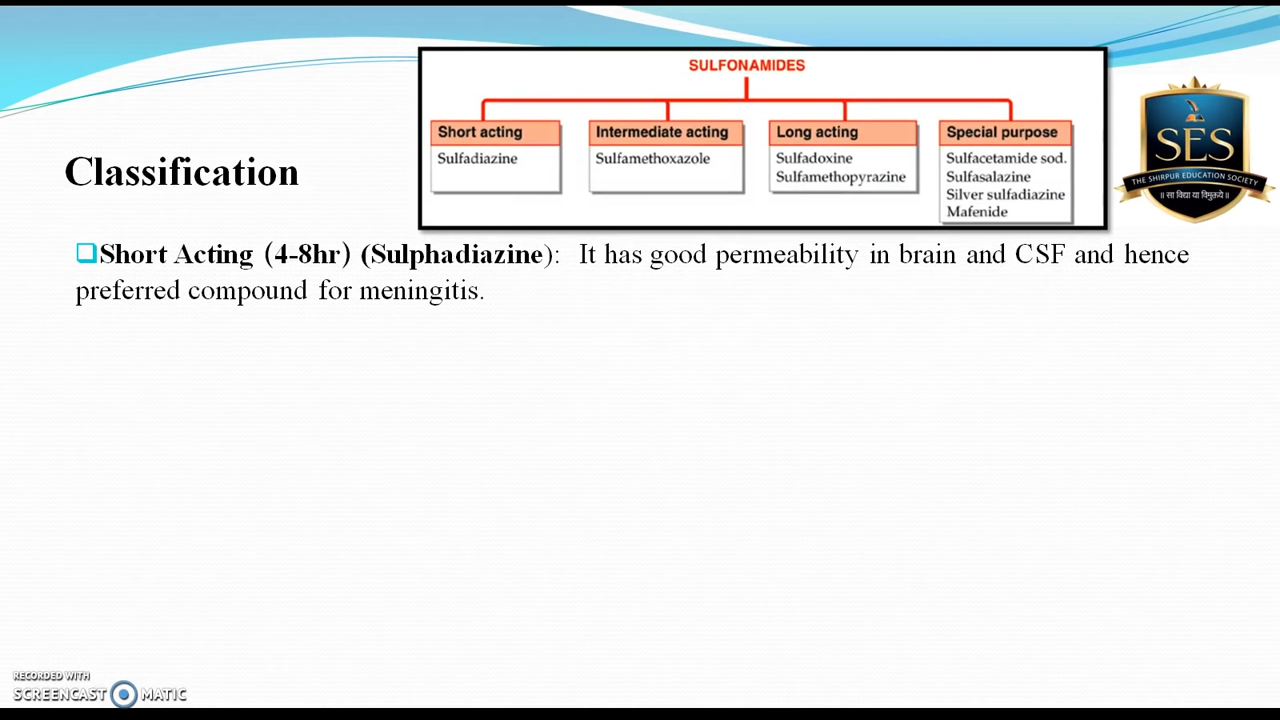 SULFONAMIDES
Short acting
Sulfadiazine
Intermediate acting
Sulfamethoxazole
Long acting
Sulfadoxine
Sulfamethopyrazine
Special purpose
Sulfacetamide sod.
Sulfasalazine
Silver sulfadiazine
Mafenide
SES
THE SHIRPUR EDUCATION SOCIETY
॥ सा विद्या या विमुक्तये ॥
Classification
Short Acting (4-8hr) (Sulphadiazine): It has good permeability in brain and CSF and hence
preferred compound for meningitis.
RECORDED WITH
SCREENCAST MATIC